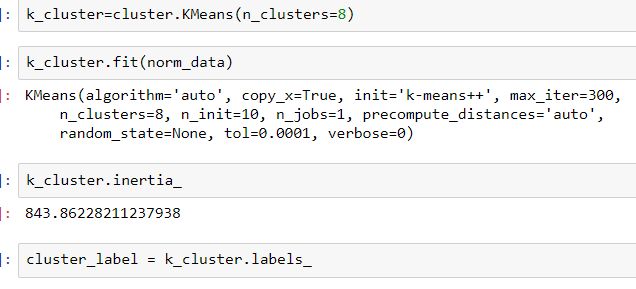 ]: k_cluster=cluster.KMeans(n_clusters=8)
]: k_cluster.fit(norm_data)
]: KMeans(algorithm='auto', copy_x=True, init='k-means++', max_iter=300,
n_clusters=8, n_init=10, n_jobs=1, precompute_distances='auto',
random_state=None, tol=0.0001, verbose=0)
]: k_cluster.inertia_
]: 843.86228211237938
]: cluster_label = k_cluster.labels_